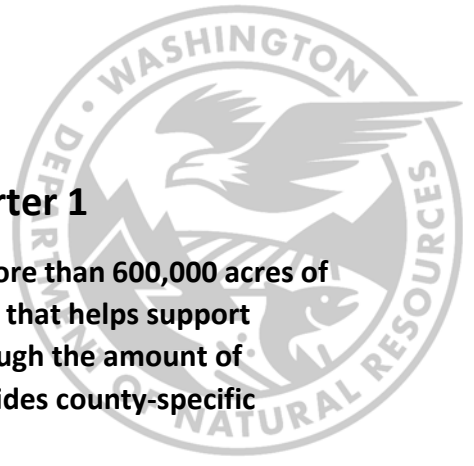 WASHINGTON
DEPARTMENT OF NATURAL RESOURCES
rter 1
ore than 600,000 acres of
that helps support
ugh the amount of
ides county-specific